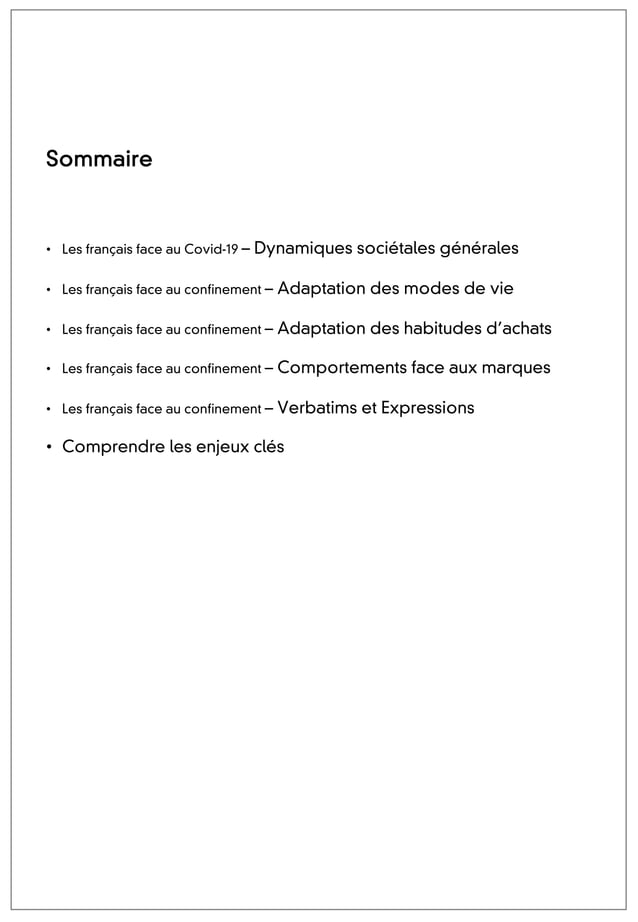 Sommaire
• Les français face au Covid-19 – Dynamiques sociétales générales
• Les français face au confinement – Adaptation des modes de vie
• Les français face au confinement – Adaptation des habitudes d’achats
• Les français face au confinement – Comportements face aux marques
• Les français face au confinement – Verbatims et Expressions
• Comprendre les enjeux clés